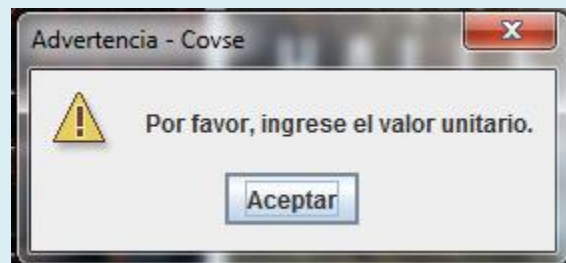 Advertencia - Covse
Por favor, ingrese el valor unitario.
Aceptar